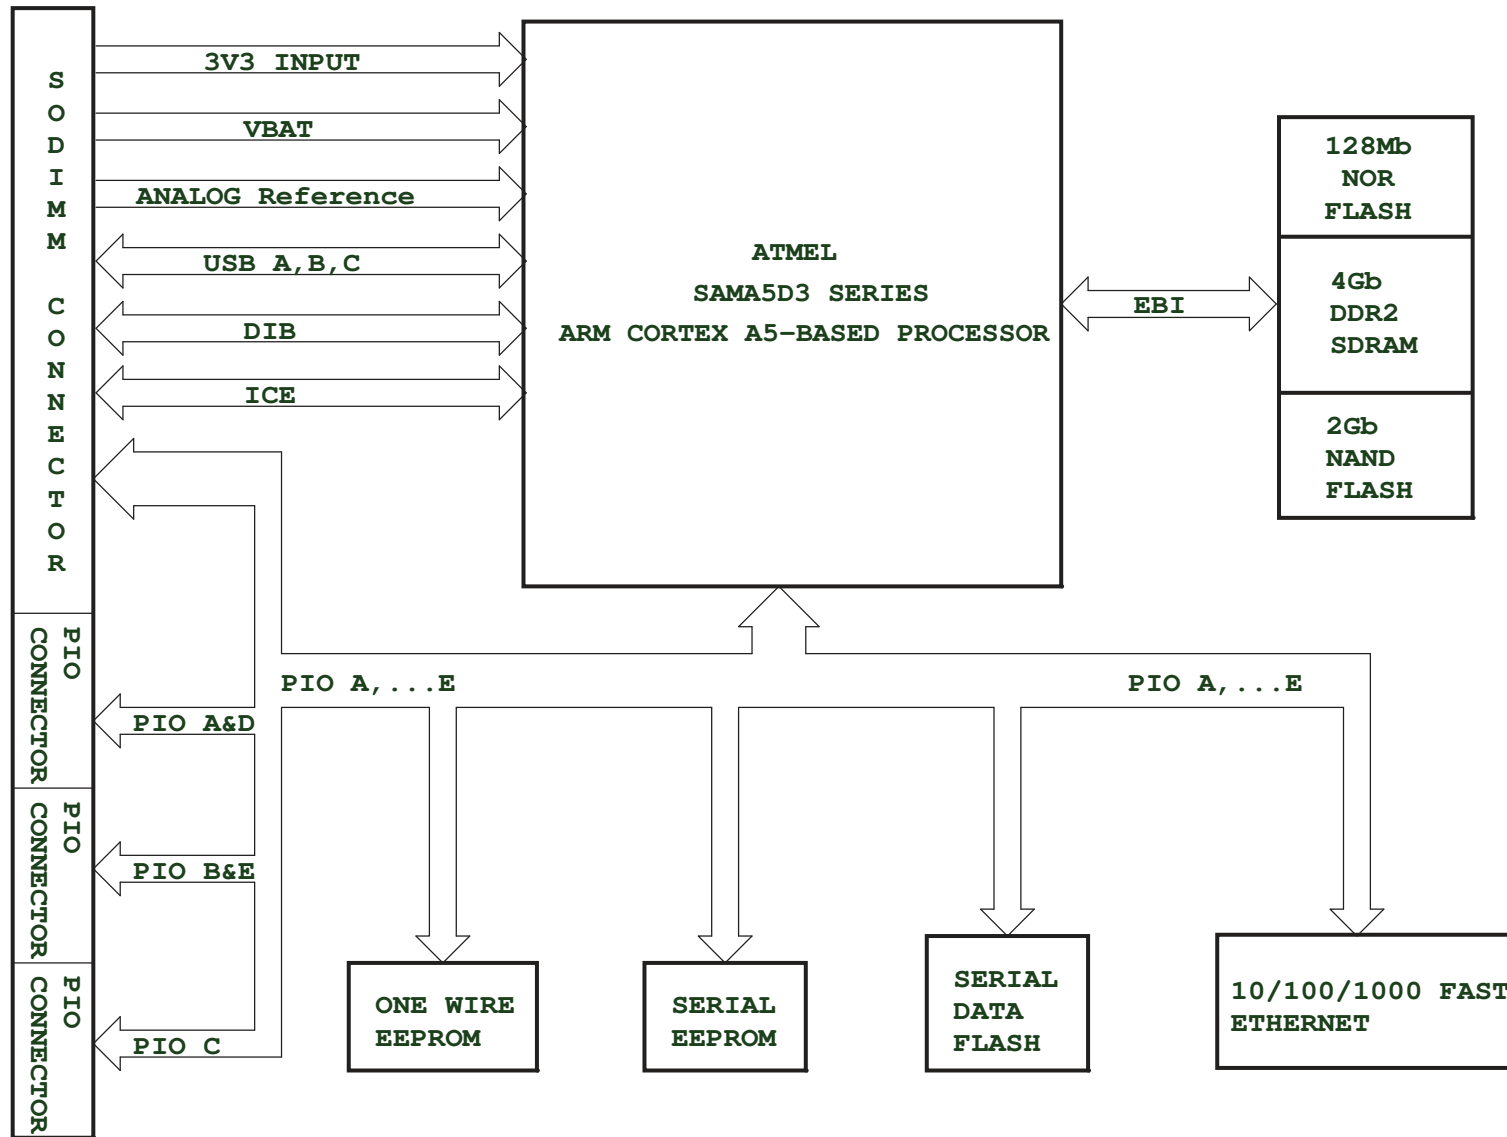 SODIMM CONNECTOR
3V3 INPUT
VBAT
ANALOG Reference
USB A,B,C
DIB
ICE
ATMEL
SAMA5D3 SERIES
ARM CORTEX A5-BASED PROCESSOR
EBI
128Mb
NOR
FLASH
4Gb
DDR2
SDRAM
2Gb
NAND
FLASH
PIO
CONNECTOR
PIO
CONNECTOR
PIO
CONNECTOR
PIO A,...E
PIO A,...E
PIO A&D
PIO B&E
PIO C
ONE WIRE
EEPROM
SERIAL
EEPROM
SERIAL
DATA
FLASH
10/100/1000 FAST
ETHERNET